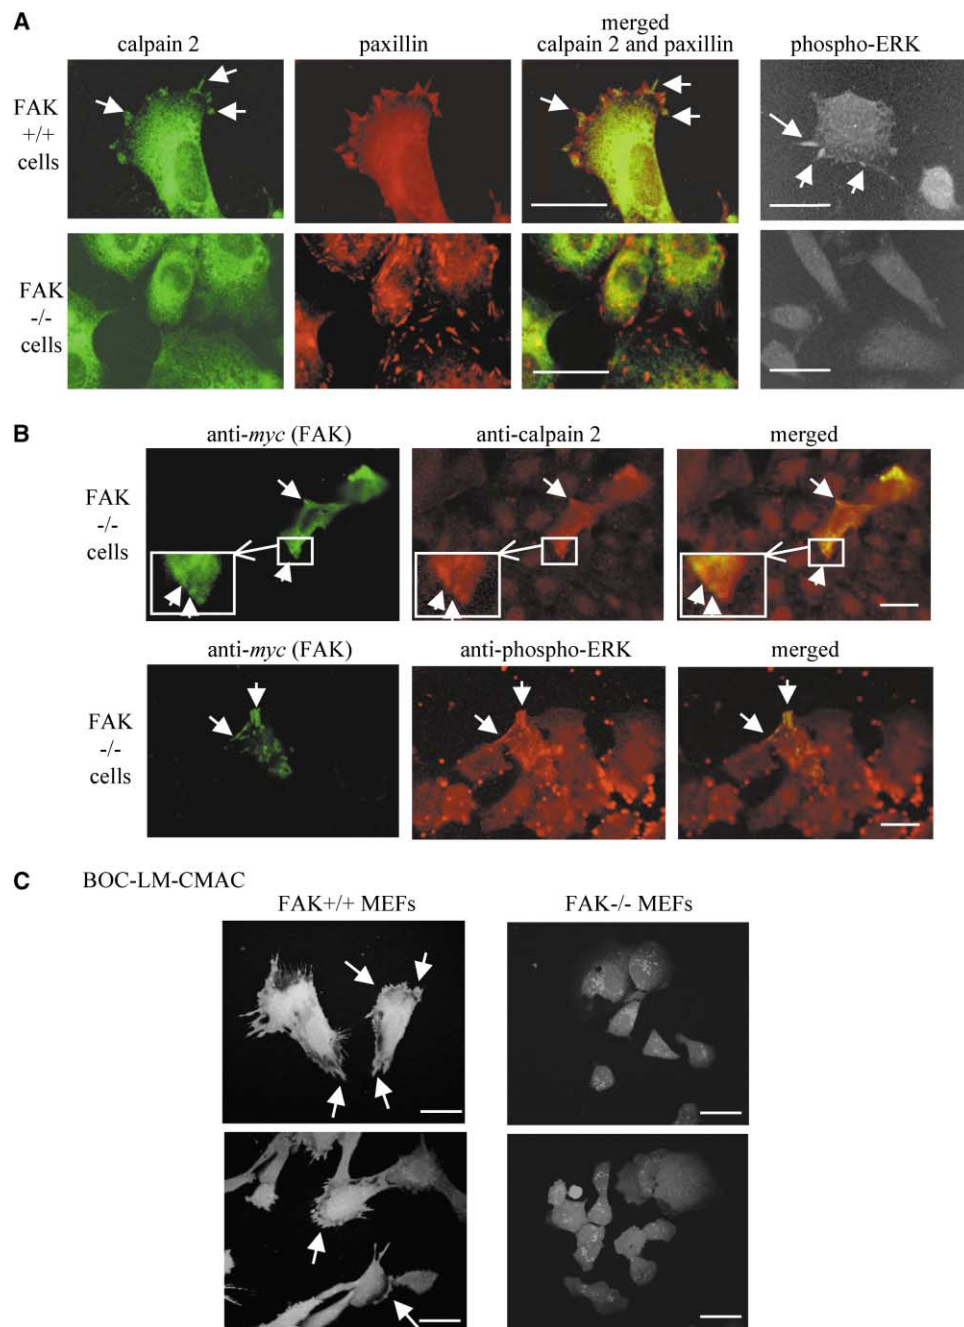 A
calpain 2
paxillin
merged
calpain 2 and paxillin
phospho-ERK
FAK
+/+
cells
FAK
-/-
cells
B
anti-myc (FAK)
anti-calpain 2
merged
FAK
-/-
cells
anti-myc (FAK)
anti-phospho-ERK
merged
FAK
-/-
cells
C
BOC-LM-CMAC
FAK+/+ MEFs
FAK-/- MEFs